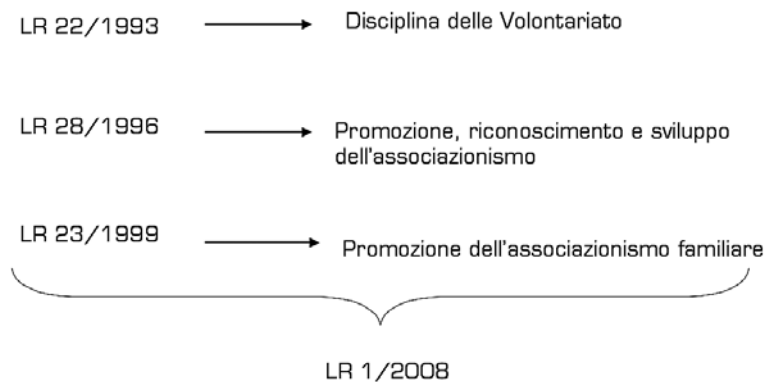 LR 22/1993
Disciplina delle Volontariato
LR 28/1996
Promozione, riconoscimento e sviluppo
dell'associazionismo
LR 23/1999
Promozione dell'associazionismo familiare
LR 1/2008